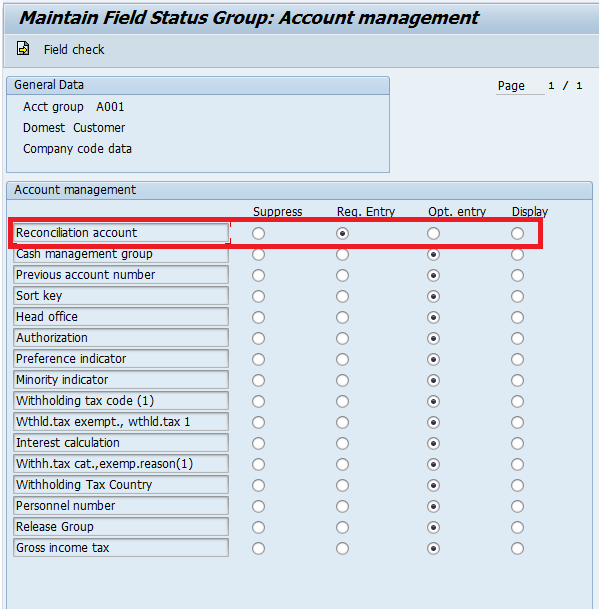 Maintain Field Status Group: Account management
Field check
General Data
Page 1 / 1
Acct group A001
Domest Customer
Company code data
Account management
Suppress Req. Entry Opt. entry Display
Reconciliation account
Cash management group
Previous account number
Sort key
Head office
Authorization
Preference indicator
Minority indicator
Withholding tax code (1)
Wthld.tax exempt., wthld.tax 1
Interest calculation
Withh.tax cat.,exemp.reason(1)
Withholding Tax Country
Personnel number
Release Group
Gross income tax